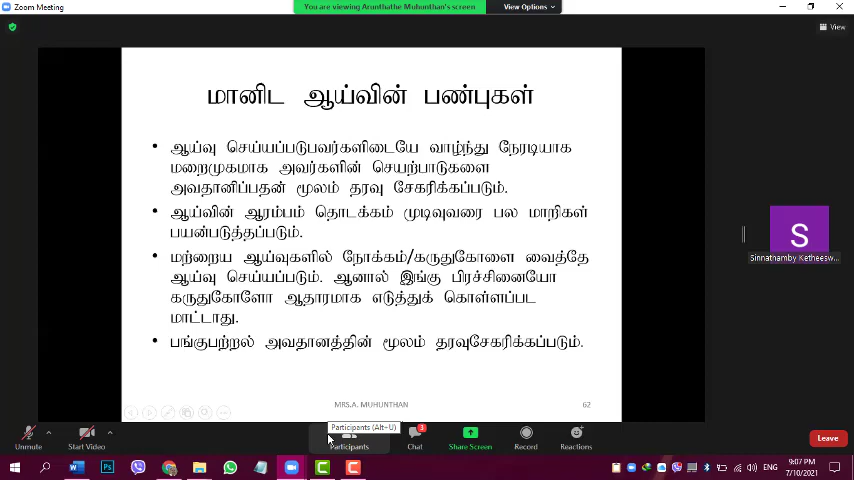 Zoom Meeting
You are viewing Arunthathe Muhunthan's screen
View Options
View
மானிட ஆய்வின் பண்புகள்
• ஆய்வு செய்யப்படுபவர்களிடையே வாழ்ந்து நேரடியாக
மறைமுகமாக அவர்களின் செயற்பாடுகளை
அவதானிப்பதன் மூலம் தரவு சேகரிக்கப்படும்.
• ஆய்வின் ஆரம்பம் தொடக்கம் முடிவுவரை பல மாறிகள்
பயன்படுத்தப்படும்.
• மற்றைய ஆய்வுகளில் நோக்கம்/கருதுகோளை வைத்தே
ஆய்வு செய்யப்படும். ஆனால் இங்கு பிரச்சினையோ
கருதுகோளோ ஆதாரமாக எடுத்துக் கொள்ளப்பட
மாட்டாது.
• பங்குபற்றல் அவதானத்தின் மூலம் தரவுசேகரிக்கப்படும்.
MRS.A. MUHUNTHAN
62
S
Sinnathamby Ketheesw...
Participants (Alt+U)
3
Unmute
Start Video
Participants
Chat
Share Screen
Record
Reactions
Leave
ENG
9:07 PM
7/10/2021